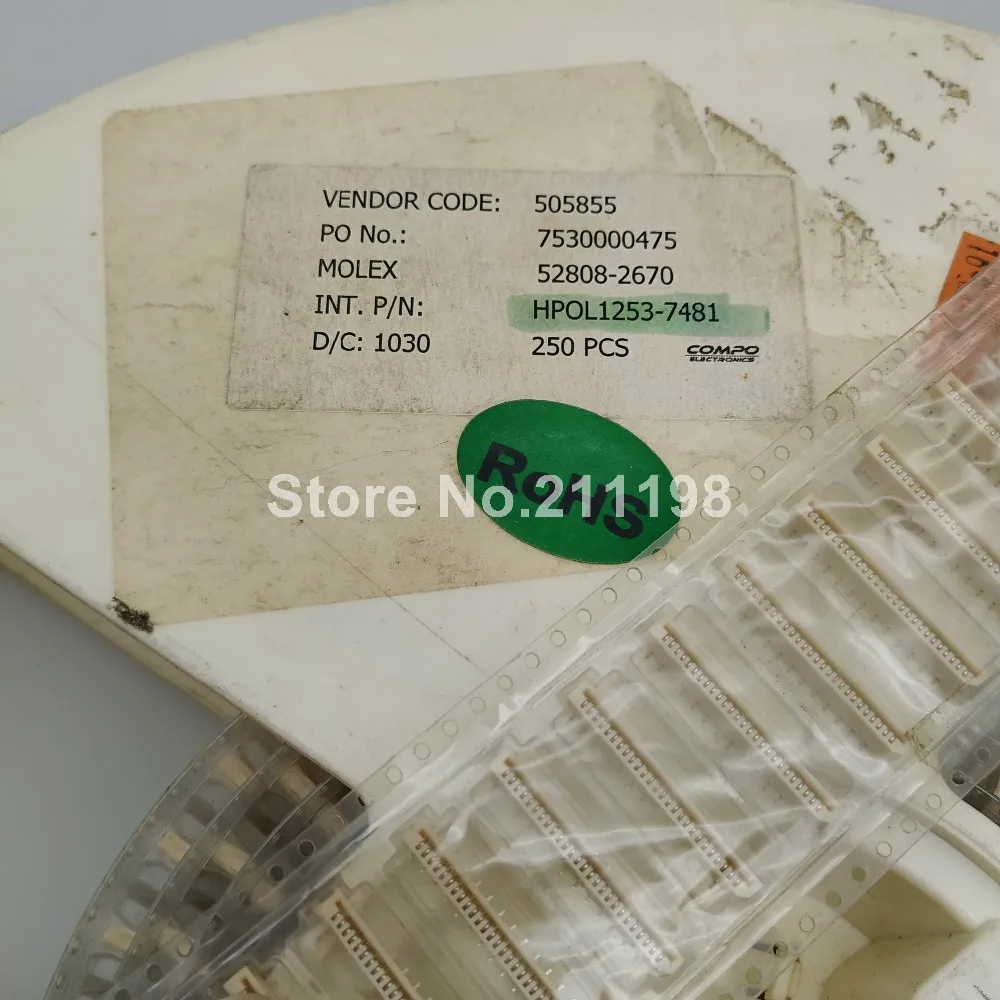 VENDOR CODE: 505855
PO No.: 7530000475
MOLEX 52808-2670
INT. P/N: HPOL1253-7481
D/C: 1030 250 PCS COMPO
ELECTRONICS
RoHS
Store No.211198